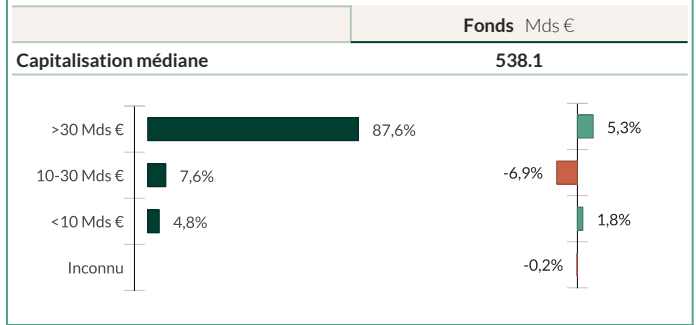 Fonds Mds €
Capitalisation médiane 538.1
>30 Mds € 87,6% 5,3%
10-30 Mds € 7,6% -6,9%
<10 Mds € 4,8% 1,8%
Inconnu -0,2%